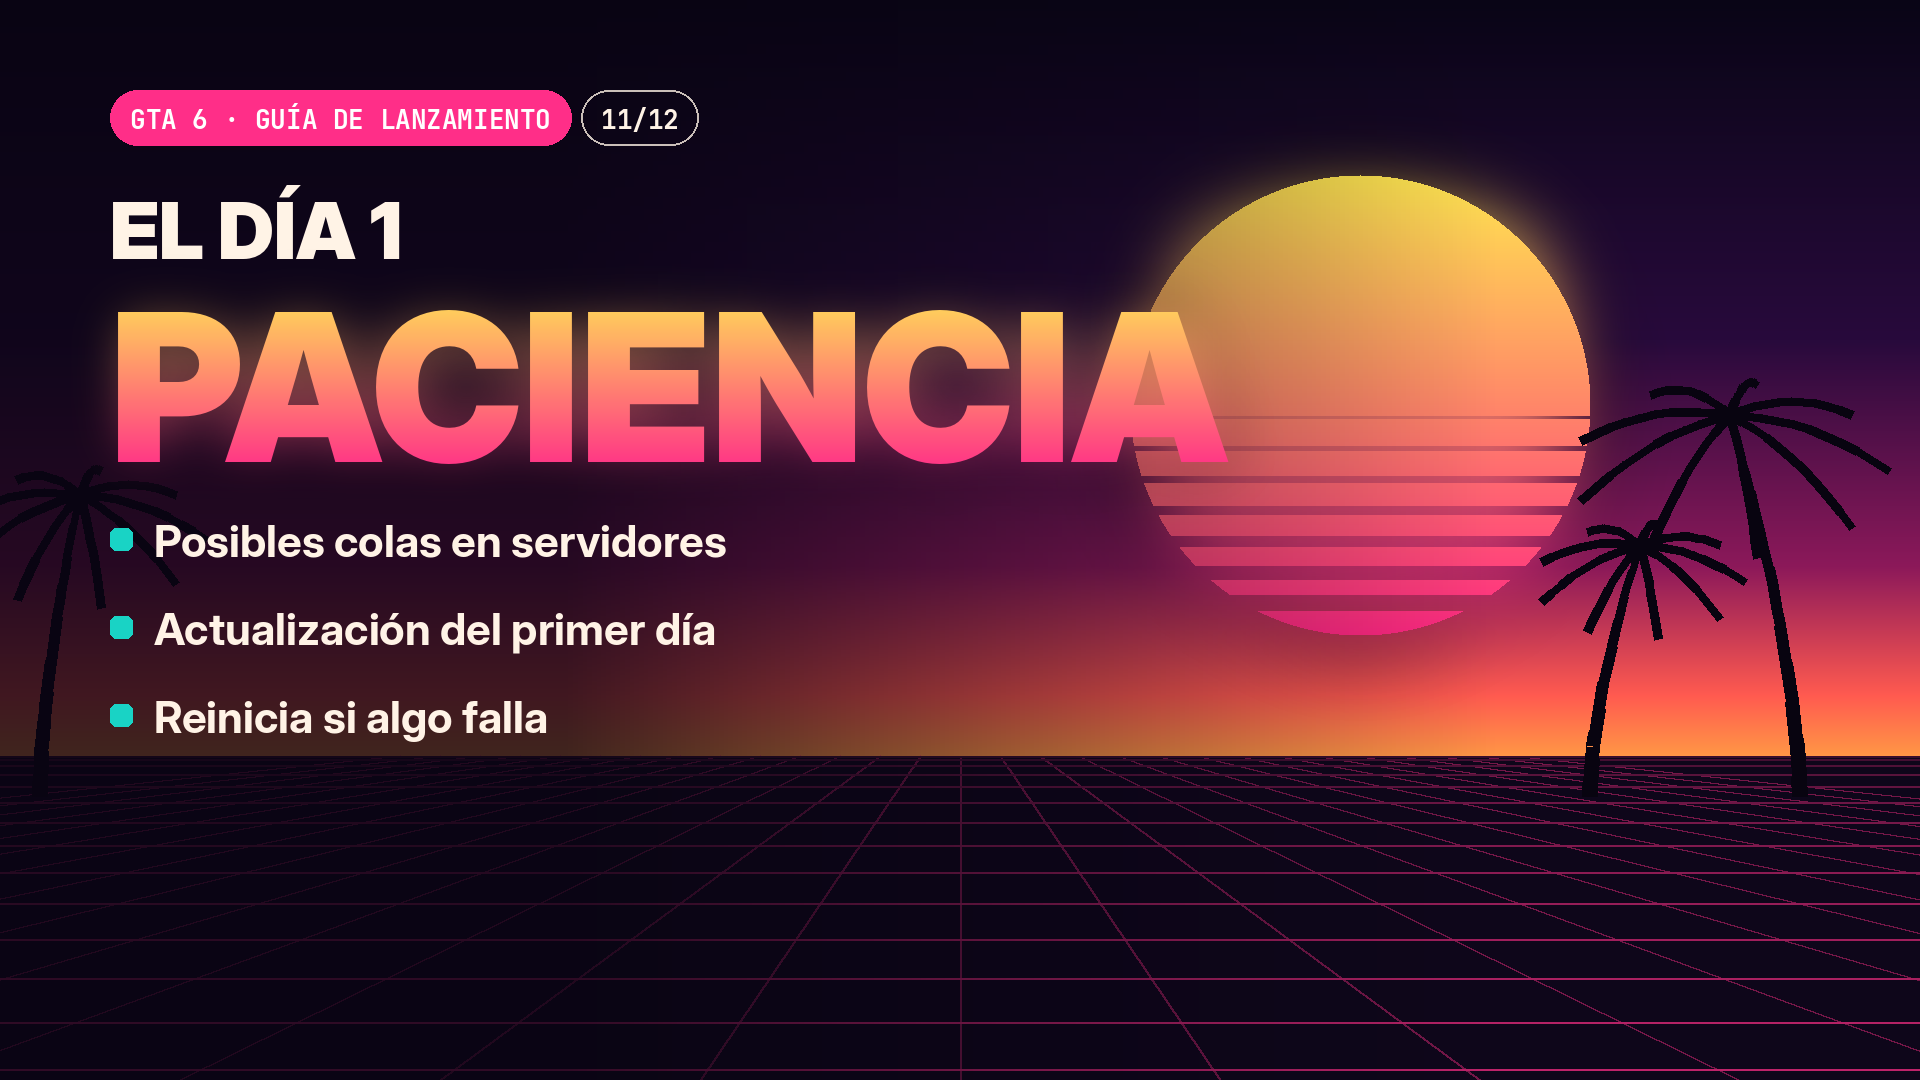 GTA 6 · GUÍA DE LANZAMIENTO
11/12
EL DÍA 1
PACIENCIA
Posibles colas en servidores
Actualización del primer día
Reinicia si algo falla